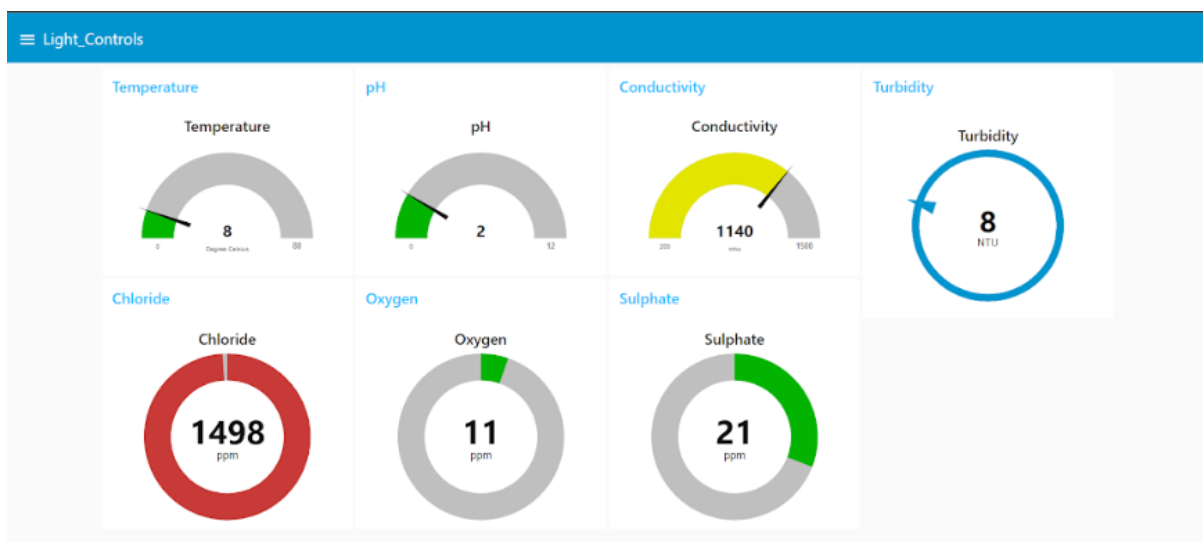 Light_Controls
Temperature
Temperature
8
Degree Celsius
0
80
pH
pH
2
0
12
Conductivity
Conductivity
1140
mho
200
1500
Turbidity
Turbidity
8
NTU
Chloride
Chloride
1498
ppm
Oxygen
Oxygen
11
ppm
Sulphate
Sulphate
21
ppm